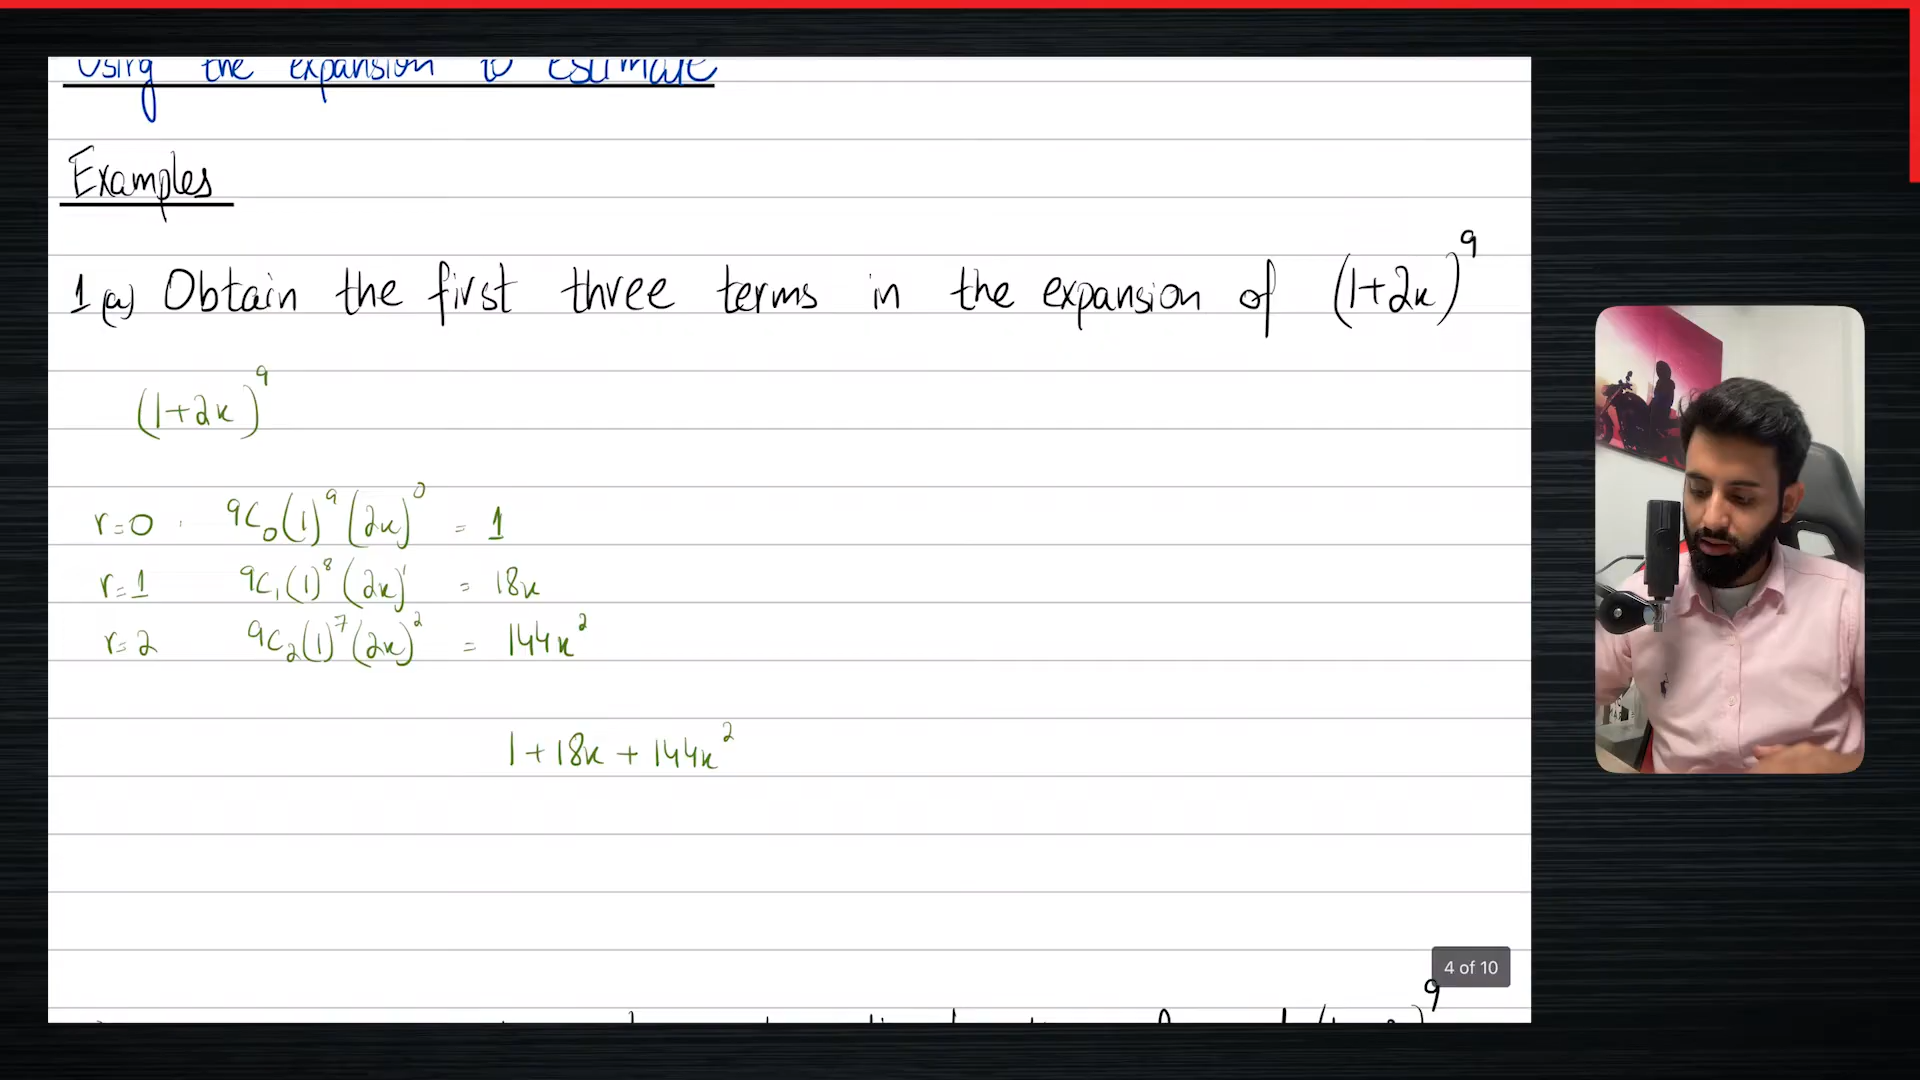 Using the expansion to estimate
Examples
1(a) Obtain the first three terms in the expansion of (1+2x)⁹
(1+2x)⁹
r=0 9C₀(1)⁹(2x)⁰ = 1
r=1 9C₁(1)⁸(2x)¹ = 18x
r=2 9C₂(1)⁷(2x)² = 144x²
1+18x+144x²
4 of 10
9